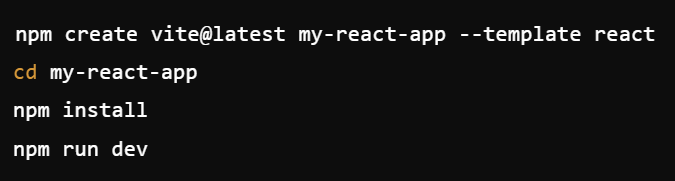 npm create vite@latest my-react-app --template react
cd my-react-app
npm install
npm run dev